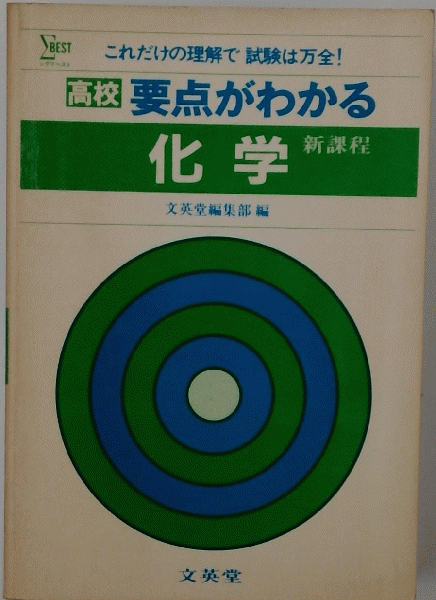 ΣBEST
シグマベスト
これだけの理解で 試験は万全!
高校 要点がわかる
化学 新課程
文英堂編集部 編
文英堂